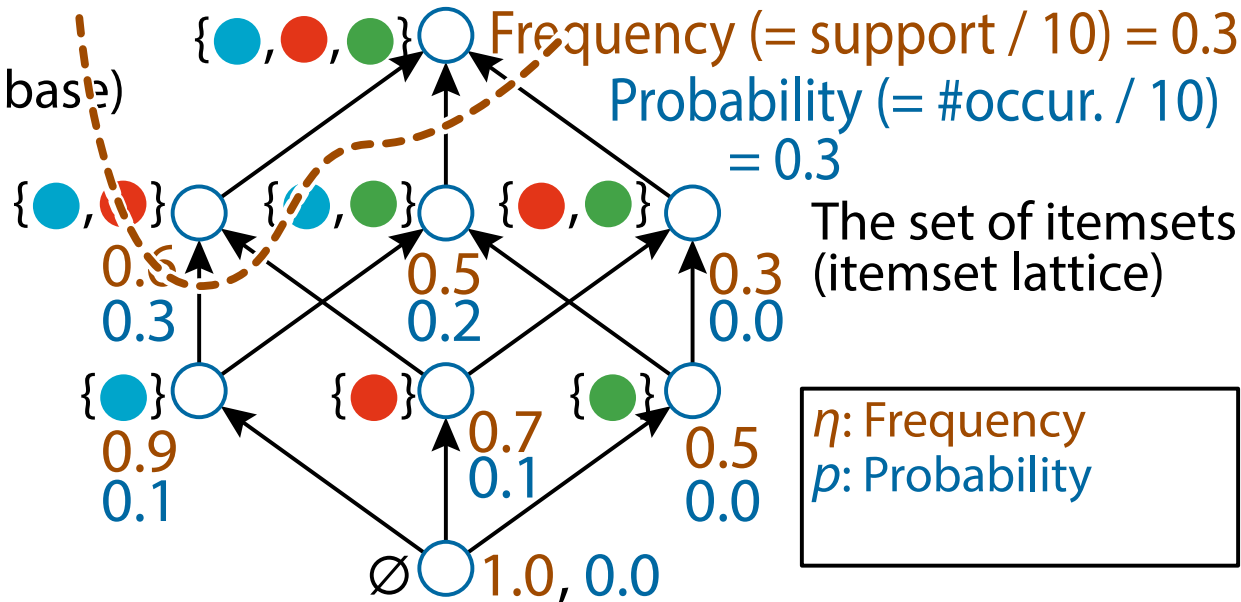 { , , } Frequency (= support / 10) = 0.3
base)
Probability (= #occur. / 10)
= 0.3
{ , } { , } { , }
The set of itemsets
(itemset lattice)
0.6 0.5 0.3
0.3 0.2 0.0
{ } { } { }
0.9 0.7 0.5
0.1 0.1 0.0
η: Frequency
p: Probability
∅ 1.0, 0.0